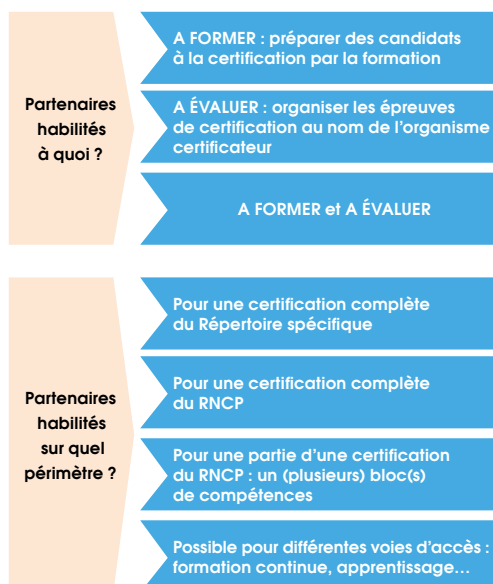 Partenaires
habilités
à quoi ?
A FORMER : préparer des candidats
à la certification par la formation
A ÉVALUER : organiser les épreuves
de certification au nom de l'organisme
certificateur
A FORMER et A ÉVALUER
Partenaires
habilités
sur quel
périmètre ?
Pour une certification complète
du Répertoire spécifique
Pour une certification complète
du RNCP
Pour une partie d'une certification
du RNCP : un (plusieurs) bloc(s)
de compétences
Possible pour différentes voies d'accès :
formation continue, apprentissage…